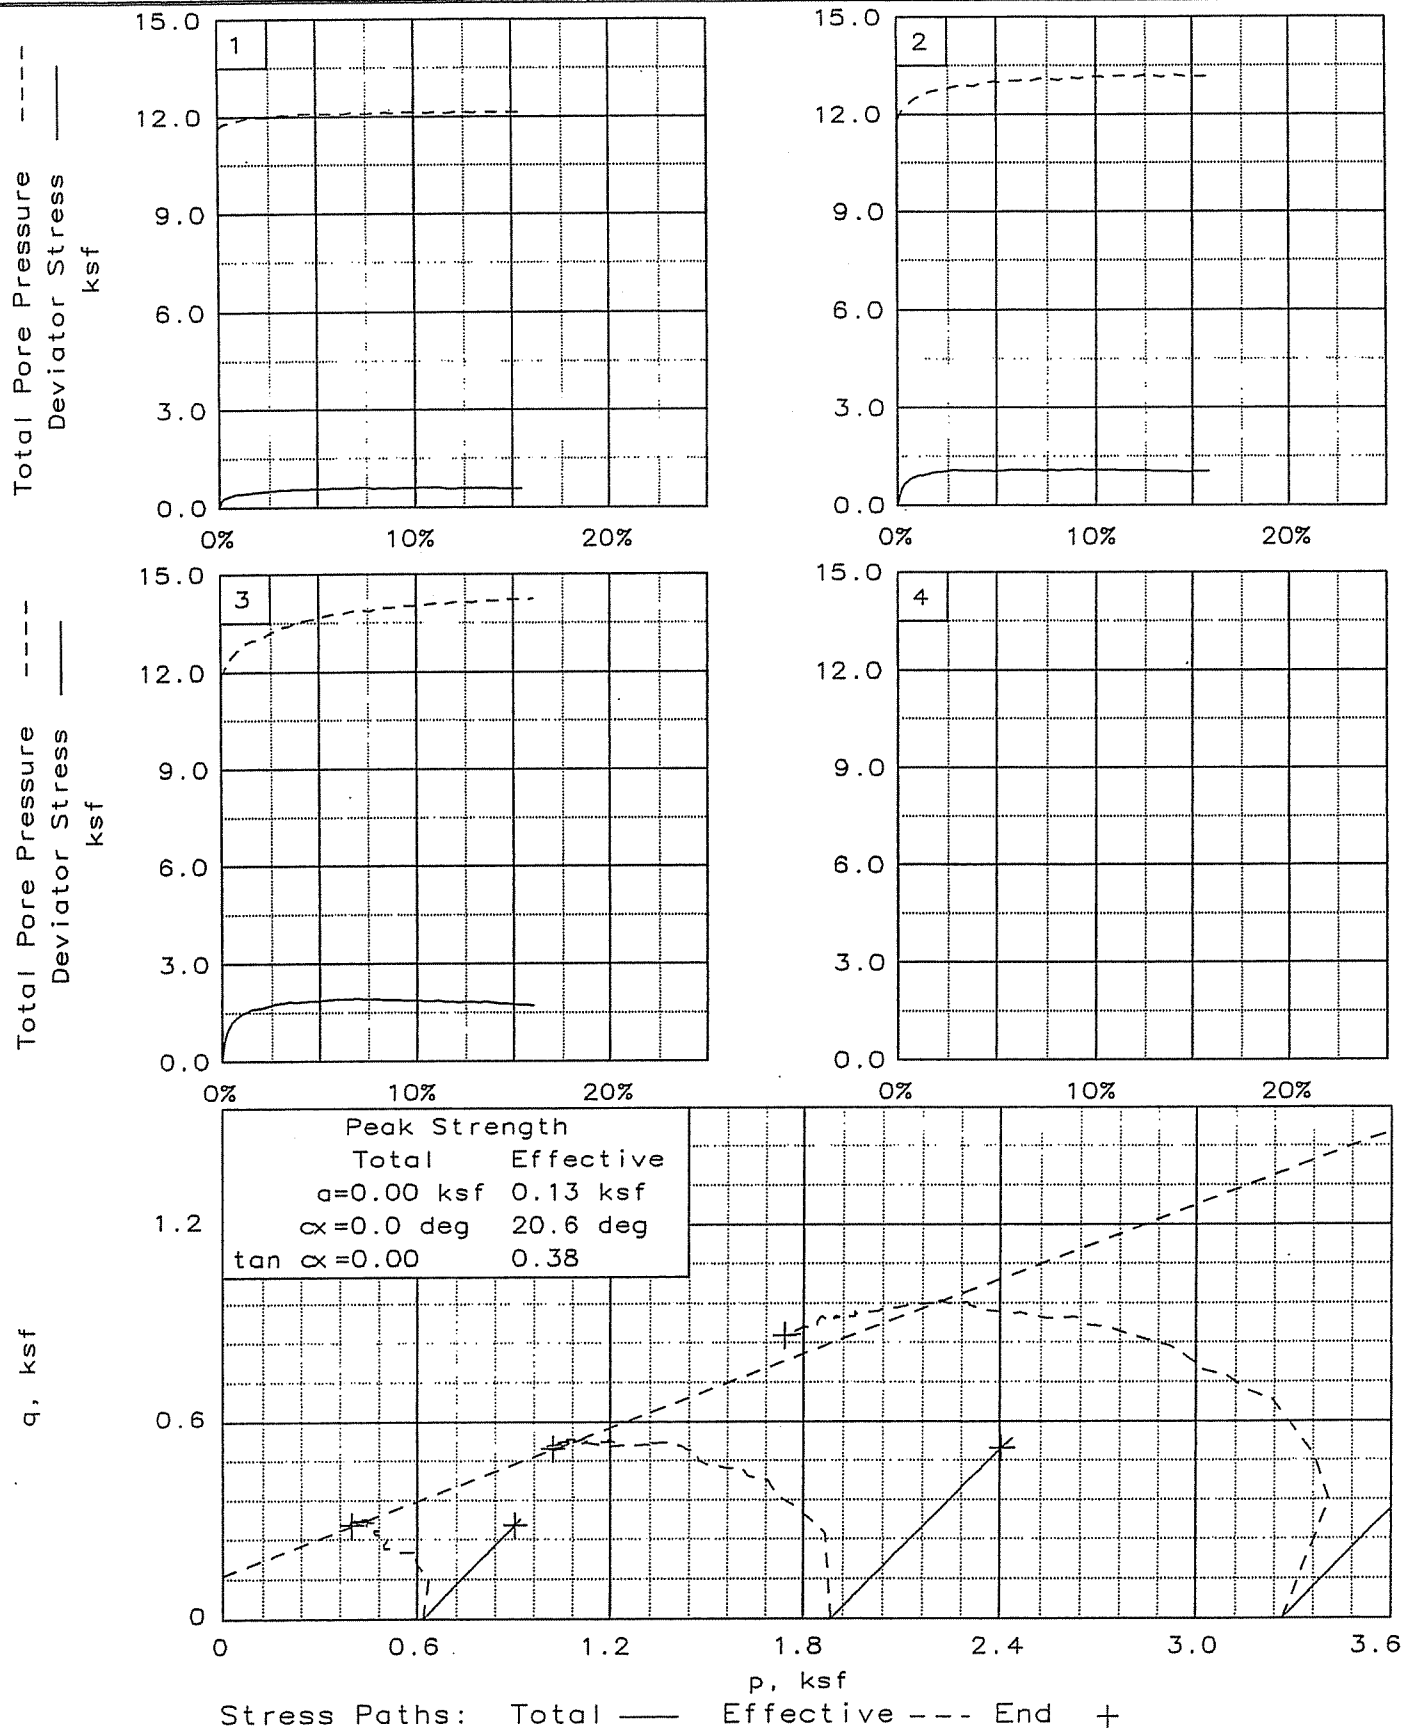 Total Pore Pressure ----
Deviator Stress ——
ksf
1
15.0
12.0
9.0
6.0
3.0
0.0
0% 10% 20%
2
15.0
12.0
9.0
6.0
3.0
0.0
0% 10% 20%
Total Pore Pressure ----
Deviator Stress ——
ksf
3
15.0
12.0
9.0
6.0
3.0
0.0
0% 10% 20%
4
15.0
12.0
9.0
6.0
3.0
0.0
0% 10% 20%
Peak Strength
Total Effective
a=0.00 ksf 0.13 ksf
α=0.0 deg 20.6 deg
tan α=0.00 0.38
q, ksf
1.2
0.6
0
0 0.6 1.2 1.8 2.4 3.0 3.6
p, ksf
Stress Paths: Total —— Effective --- End +